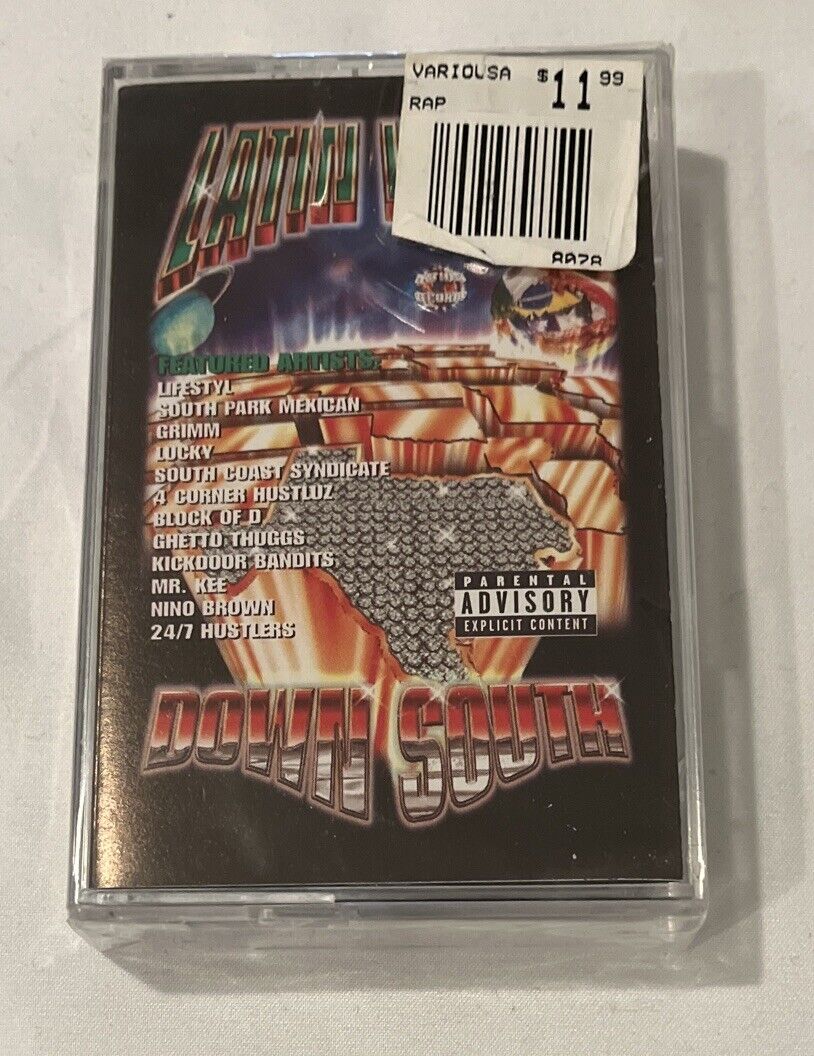 VARIOUSA $11 99
RAP
8078
LATIN
FEATURED ARTISTS:
LIFESTYL
SOUTH PARK MEXICAN
GRIMM
LUCKY
SOUTH COAST SYNDICATE
4 CORNER HUSTLUZ
BLOCK OF D
GHETTO THUGGS
KICKDOOR BANDITS
MR. KEE
NINO BROWN
24/7 HUSTLERS
PARENTAL
ADVISORY
EXPLICIT CONTENT
DOWN SOUTH